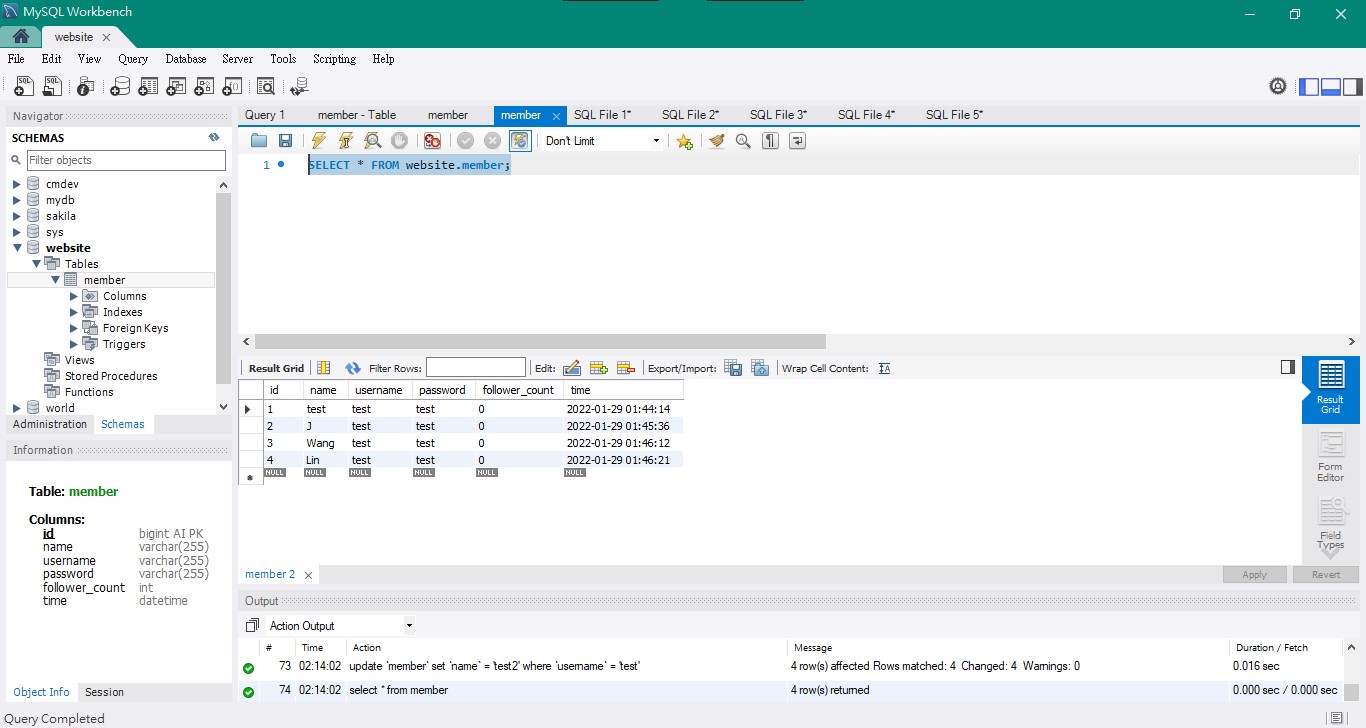 MySQL Workbench
website
File Edit View Query Database Server Tools Scripting Help
Navigator
SCHEMAS
Filter objects
cmdev
mydb
sakila
sys
website
Tables
member
Columns
Indexes
Foreign Keys
Triggers
Views
Stored Procedures
Functions
world
Administration Schemas
Information
Table: member
Columns:
id bigint AI PK
name varchar(255)
username varchar(255)
password varchar(255)
follower_count int
time datetime
Object Info Session
Query 1 member - Table member member SQL File 1* SQL File 2* SQL File 3* SQL File 4* SQL File 5*
Don't Limit
1 SELECT * FROM website.member;
Result Grid Filter Rows: Edit: Export/Import: Wrap Cell Content:
id name username password follower_count time
1 test test test 0 2022-01-29 01:44:14
2 J test test 0 2022-01-29 01:45:36
3 Wang test test 0 2022-01-29 01:46:12
4 Lin test test 0 2022-01-29 01:46:21
NULL NULL NULL NULL NULL NULL
Result
Grid
Form
Editor
Field
Types
member 2
Apply Revert
Output
Action Output
# Time Action Message Duration / Fetch
73 02:14:02 update `member` set `name` = 'test2' where `username` = 'test' 4 row(s) affected Rows matched: 4 Changed: 4 Warnings: 0 0.016 sec
74 02:14:02 select * from member 4 row(s) returned 0.000 sec / 0.000 sec
Query Completed